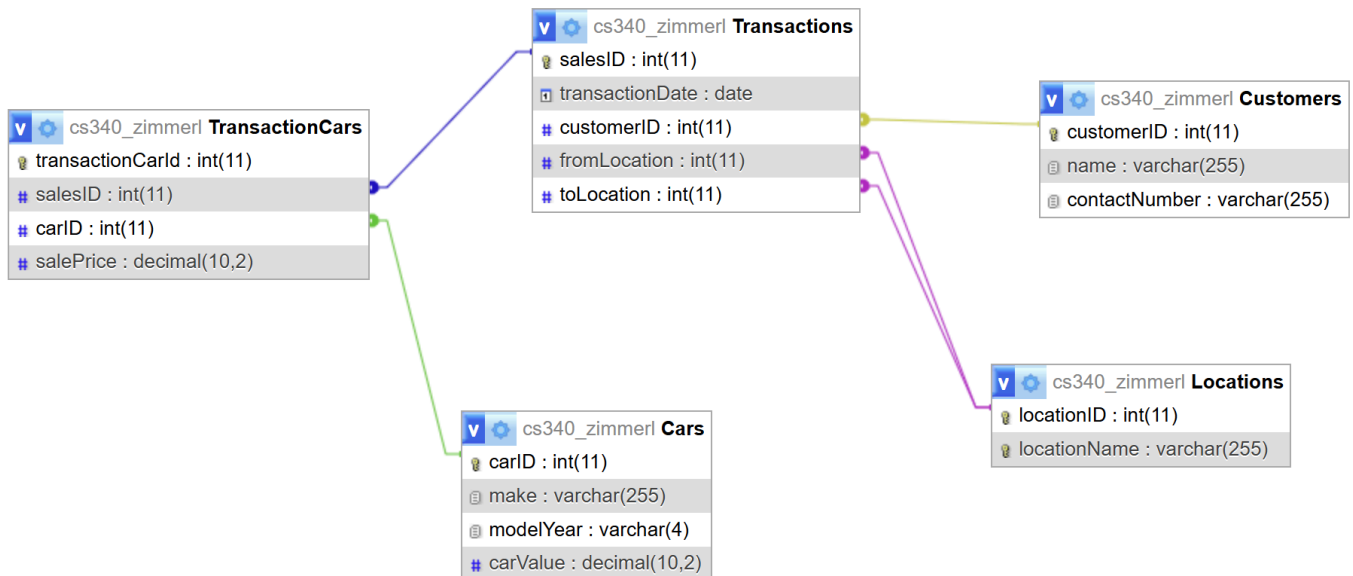 cs340_zimmerl Transactions
salesID : int(11)
transactionDate : date
customerID : int(11)
fromLocation : int(11)
toLocation : int(11)
cs340_zimmerl Customers
customerID : int(11)
name : varchar(255)
contactNumber : varchar(255)
cs340_zimmerl TransactionCars
transactionCarId : int(11)
salesID : int(11)
carID : int(11)
salePrice : decimal(10,2)
cs340_zimmerl Locations
locationID : int(11)
locationName : varchar(255)
cs340_zimmerl Cars
carID : int(11)
make : varchar(255)
modelYear : varchar(4)
carValue : decimal(10,2)